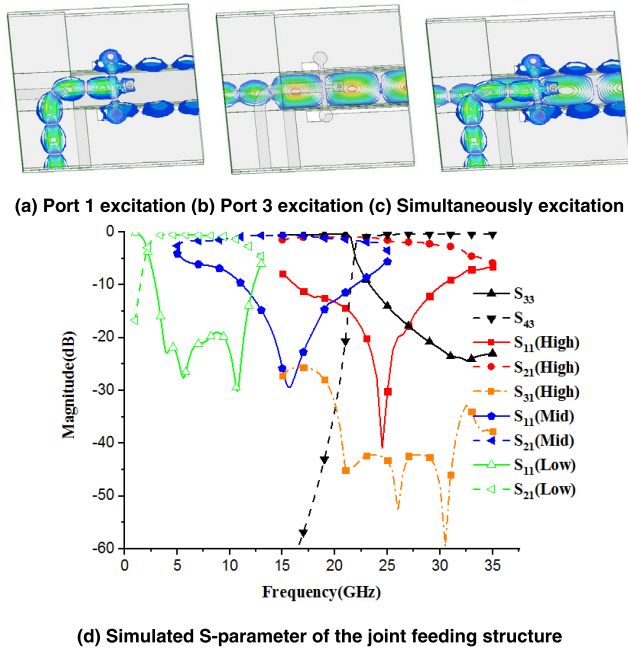 (a) Port 1 excitation (b) Port 3 excitation (c) Simultaneously excitation
0
-10
-20
-30
-40
-50
-60
Magnitude(dB)
0 5 10 15 20 25 30 35
Frequency(GHz)
S33
S43
S11(High)
S21(High)
S31(High)
S11(Mid)
S21(Mid)
S11(Low)
S21(Low)
(d) Simulated S-parameter of the joint feeding structure